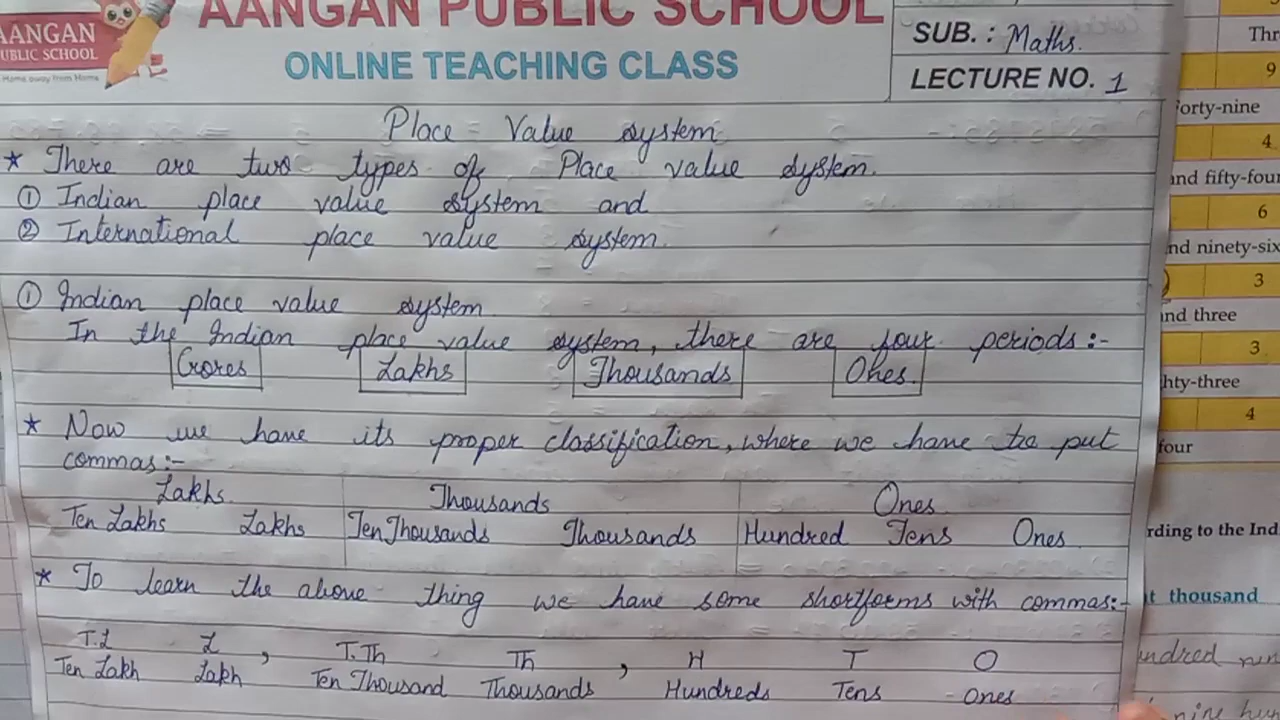 AANGAN PUBLIC SCHOOL
AANGAN
PUBLIC SCHOOL
Home away from Home
ONLINE TEACHING CLASS
SUB. : Maths.
LECTURE NO. 1
Place - Value system
* There are two types of Place value system.
① Indian place value system and
② International place value system.
① Indian place value system
In the Indian place value system, there are four periods:-
Crores Lakhs Thousands Ones.
* Now we have its proper classification, where we have to put
commas:-
Lakhs. Thousands Ones
Ten Lakhs Lakhs Ten Thousands Thousands Hundred Tens Ones
* To learn the above thing we have some shortforms with commas:-
T.L L , T.Th Th , H T O
Ten Lakh Lakh Ten Thousand Thousands Hundreds Tens Ones
9
Forty-nine
4
and fifty-four
6
and ninety-six
3
and three
3
hty-three
4
four
rding to the Ind
thousand